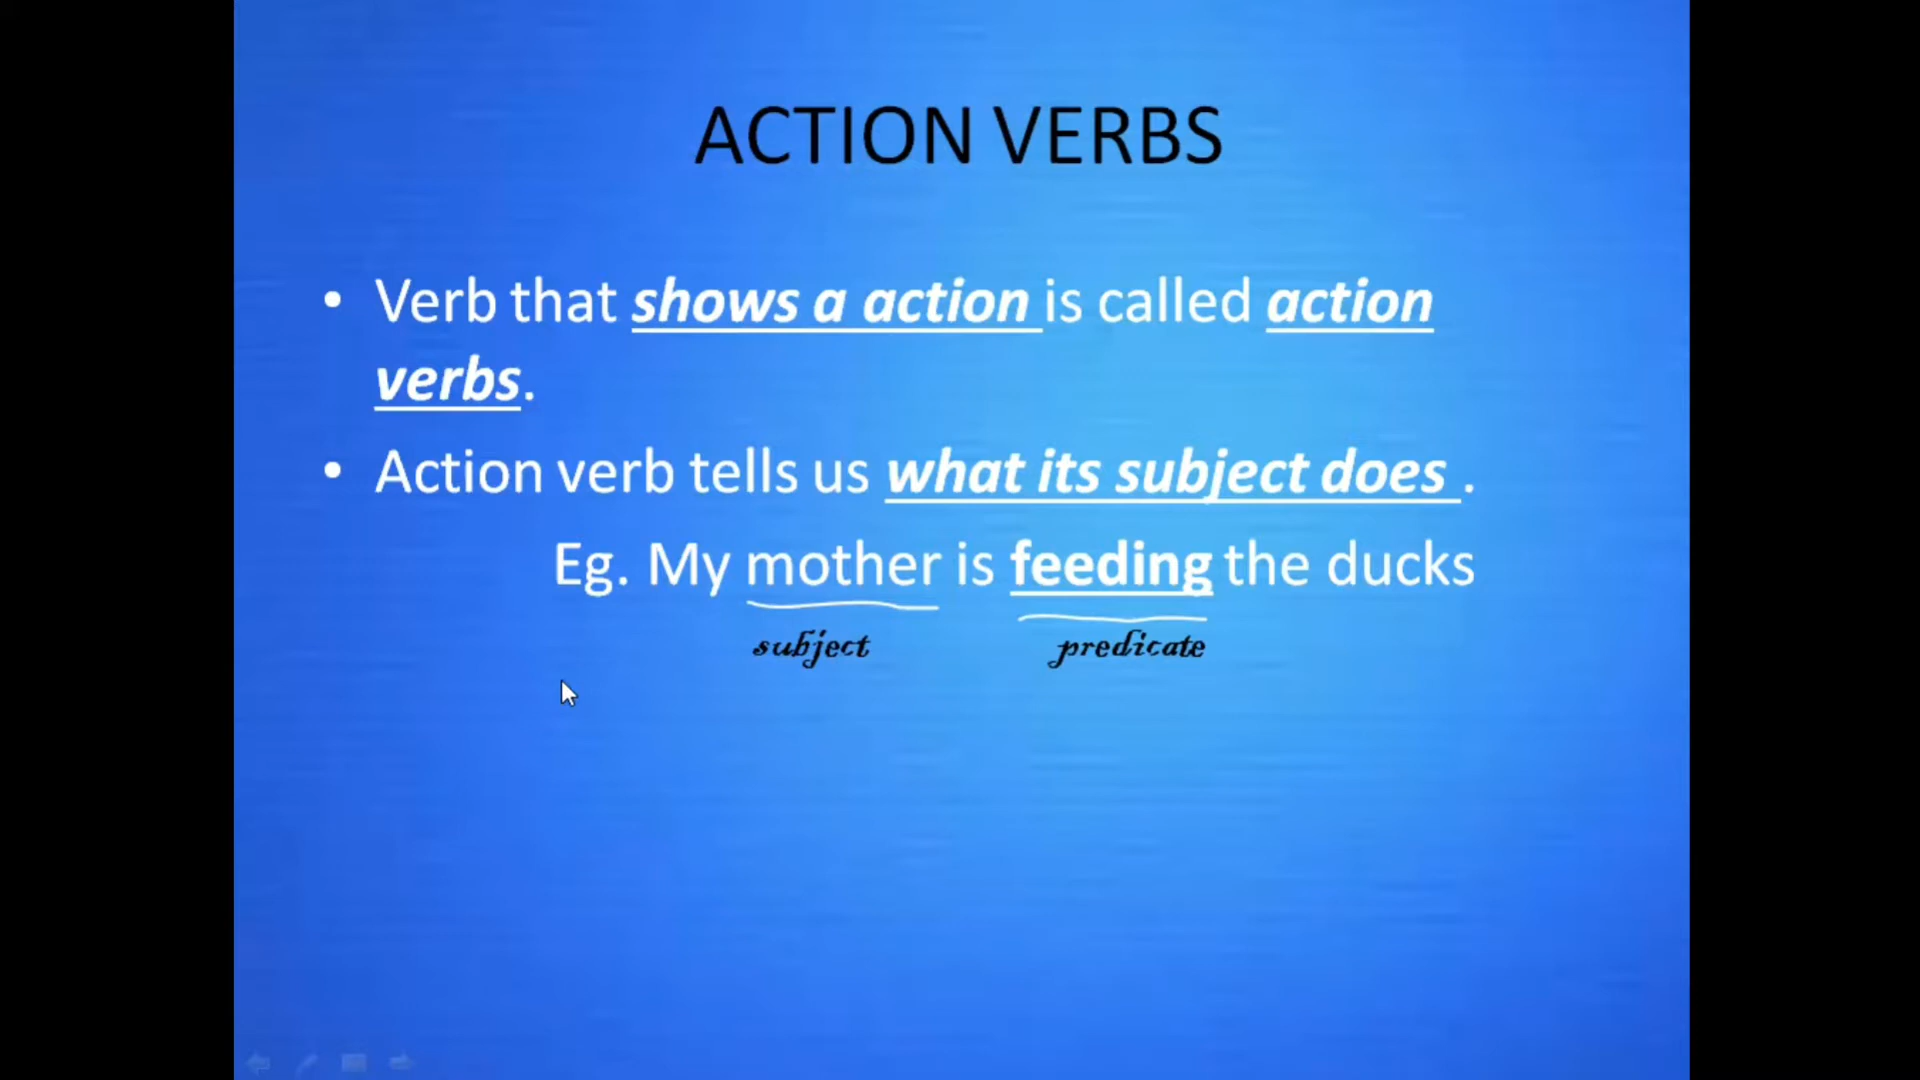 ACTION VERBS
• Verb that shows a action is called action
verbs.
• Action verb tells us what its subject does .
Eg. My mother is feeding the ducks
subject predicate